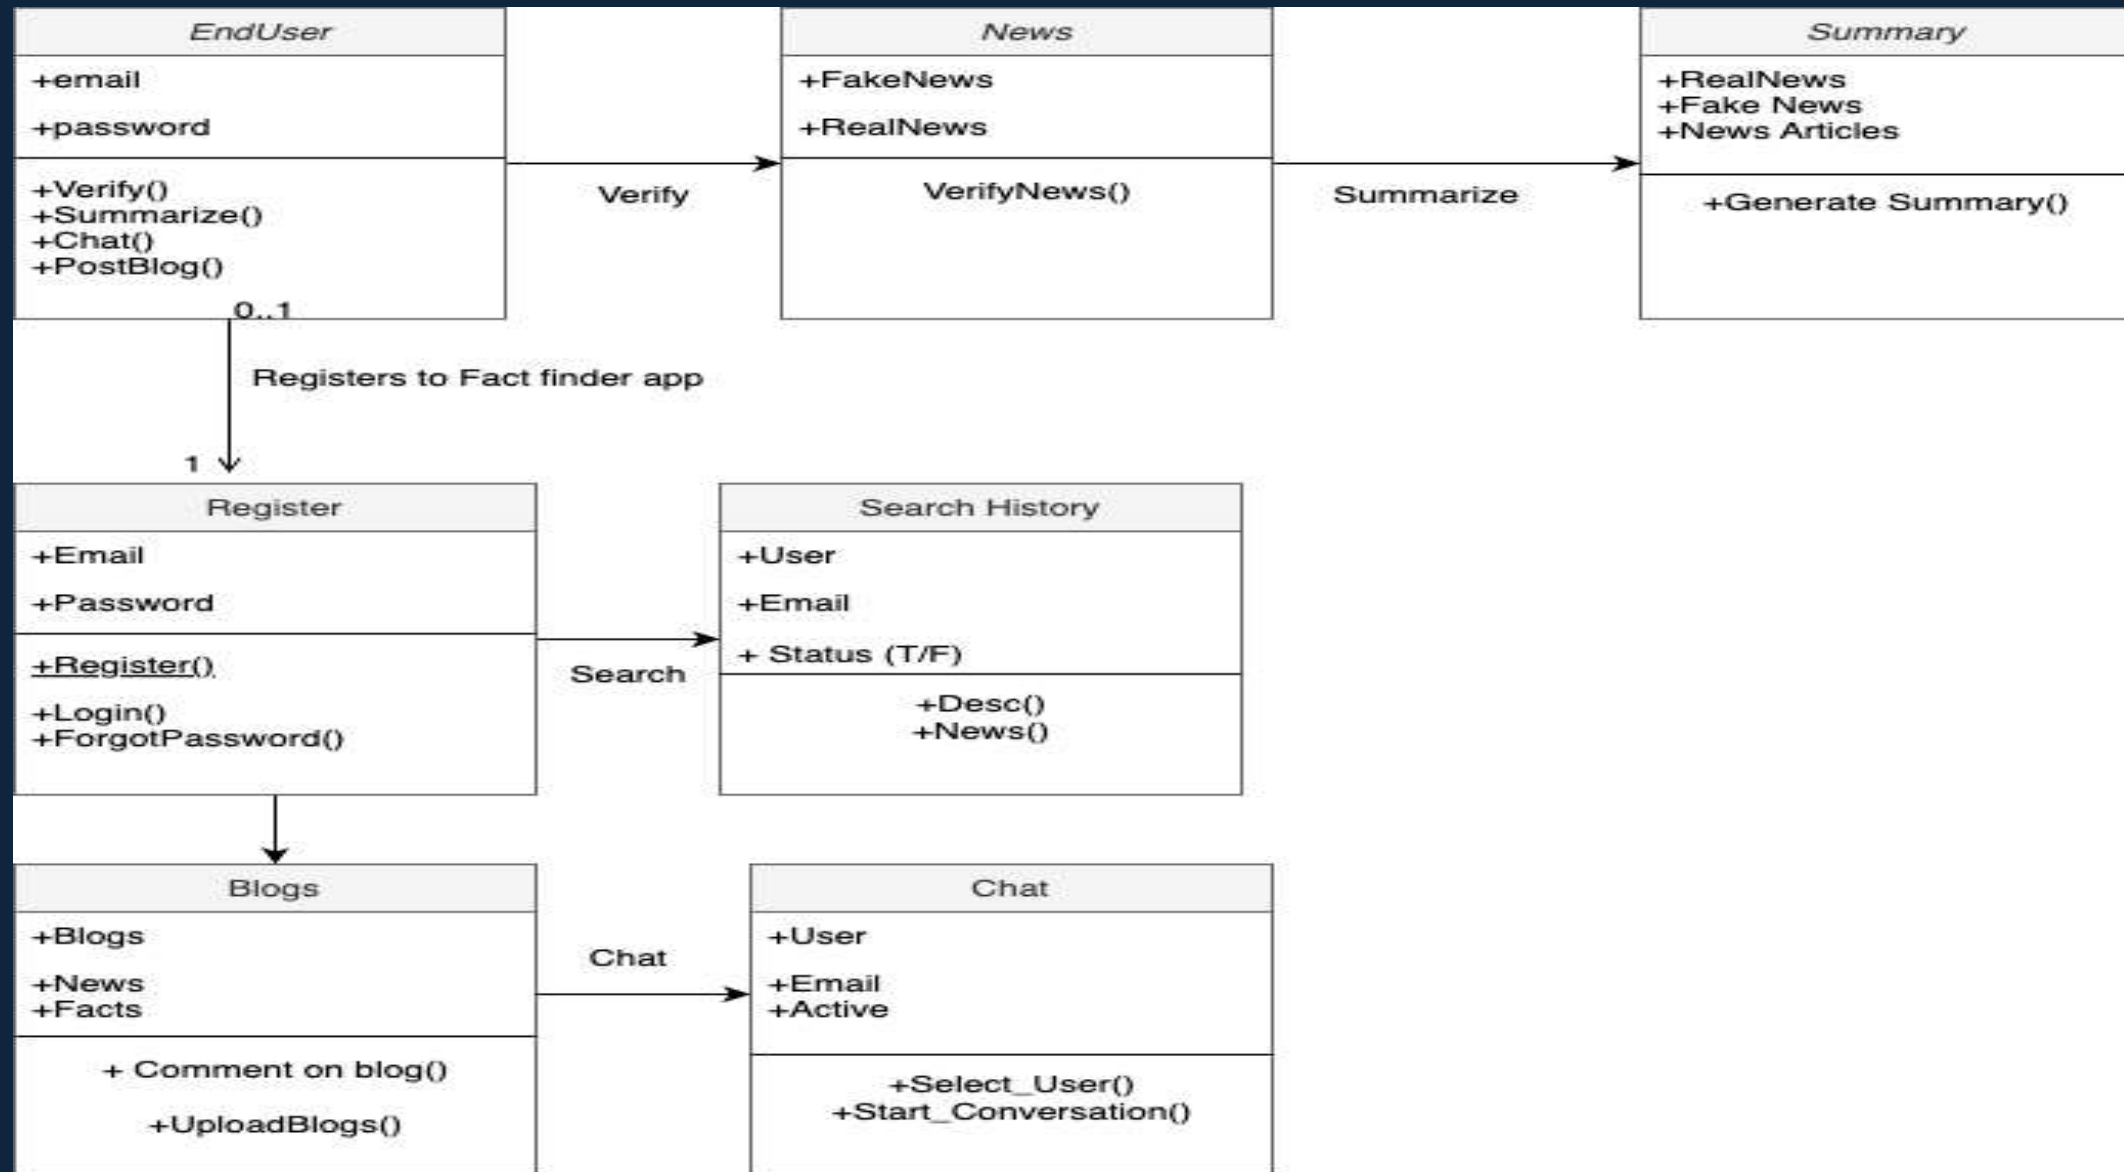 EndUser
+email
+password
+Verify()
+Summarize()
+Chat()
+PostBlog()
0..1
Verify
News
+FakeNews
+RealNews
VerifyNews()
Summarize
Summary
+RealNews
+Fake News
+News Articles
+Generate Summary()
Registers to Fact finder app
1
Register
+Email
+Password
+Register()
+Login()
+ForgotPassword()
Search
Search History
+User
+Email
+ Status (T/F)
+Desc()
+News()
Blogs
+Blogs
+News
+Facts
+ Comment on blog()
+UploadBlogs()
Chat
Chat
+User
+Email
+Active
+Select_User()
+Start_Conversation()